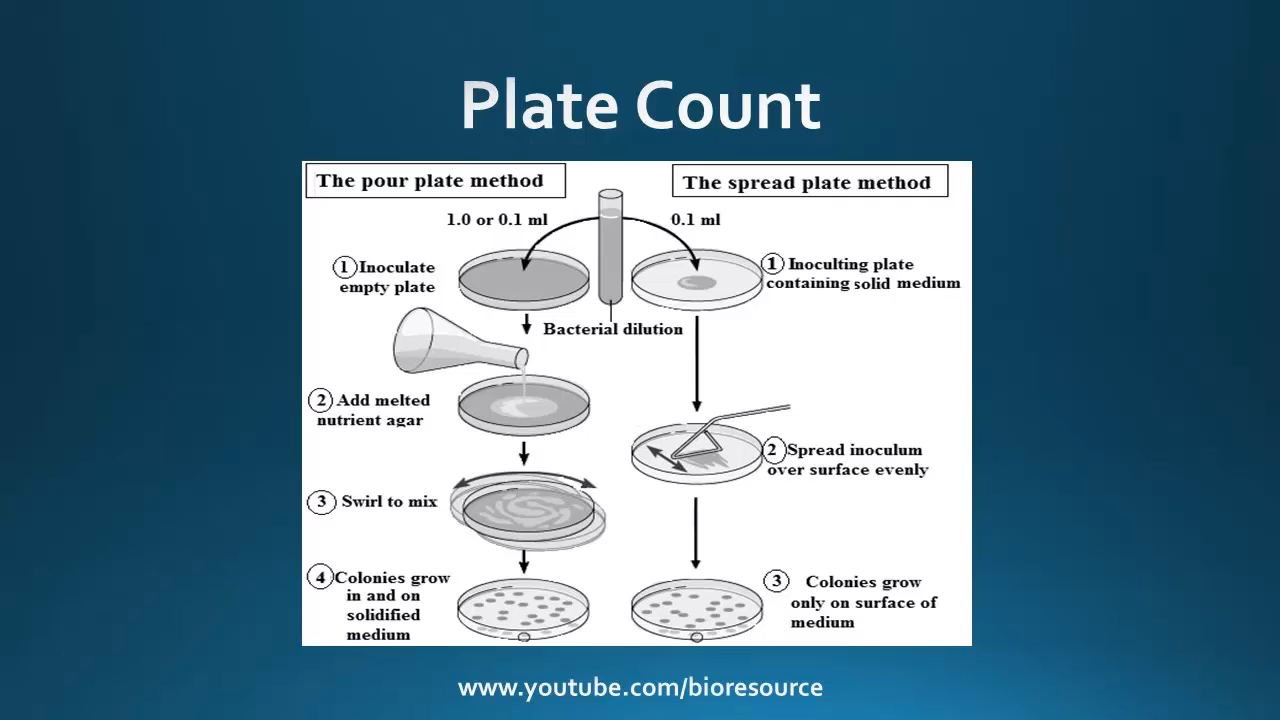 Plate Count
The pour plate method
The spread plate method
1.0 or 0.1 ml
0.1 ml
1 Inoculate
empty plate
1 Inoculting plate
containing solid medium
Bacterial dilution
2 Add melted
nutrient agar
2 Spread inoculum
over surface evenly
3 Swirl to mix
4 Colonies grow
in and on
solidified
medium
3 Colonies grow
only on surface of
medium
www.youtube.com/bioresource